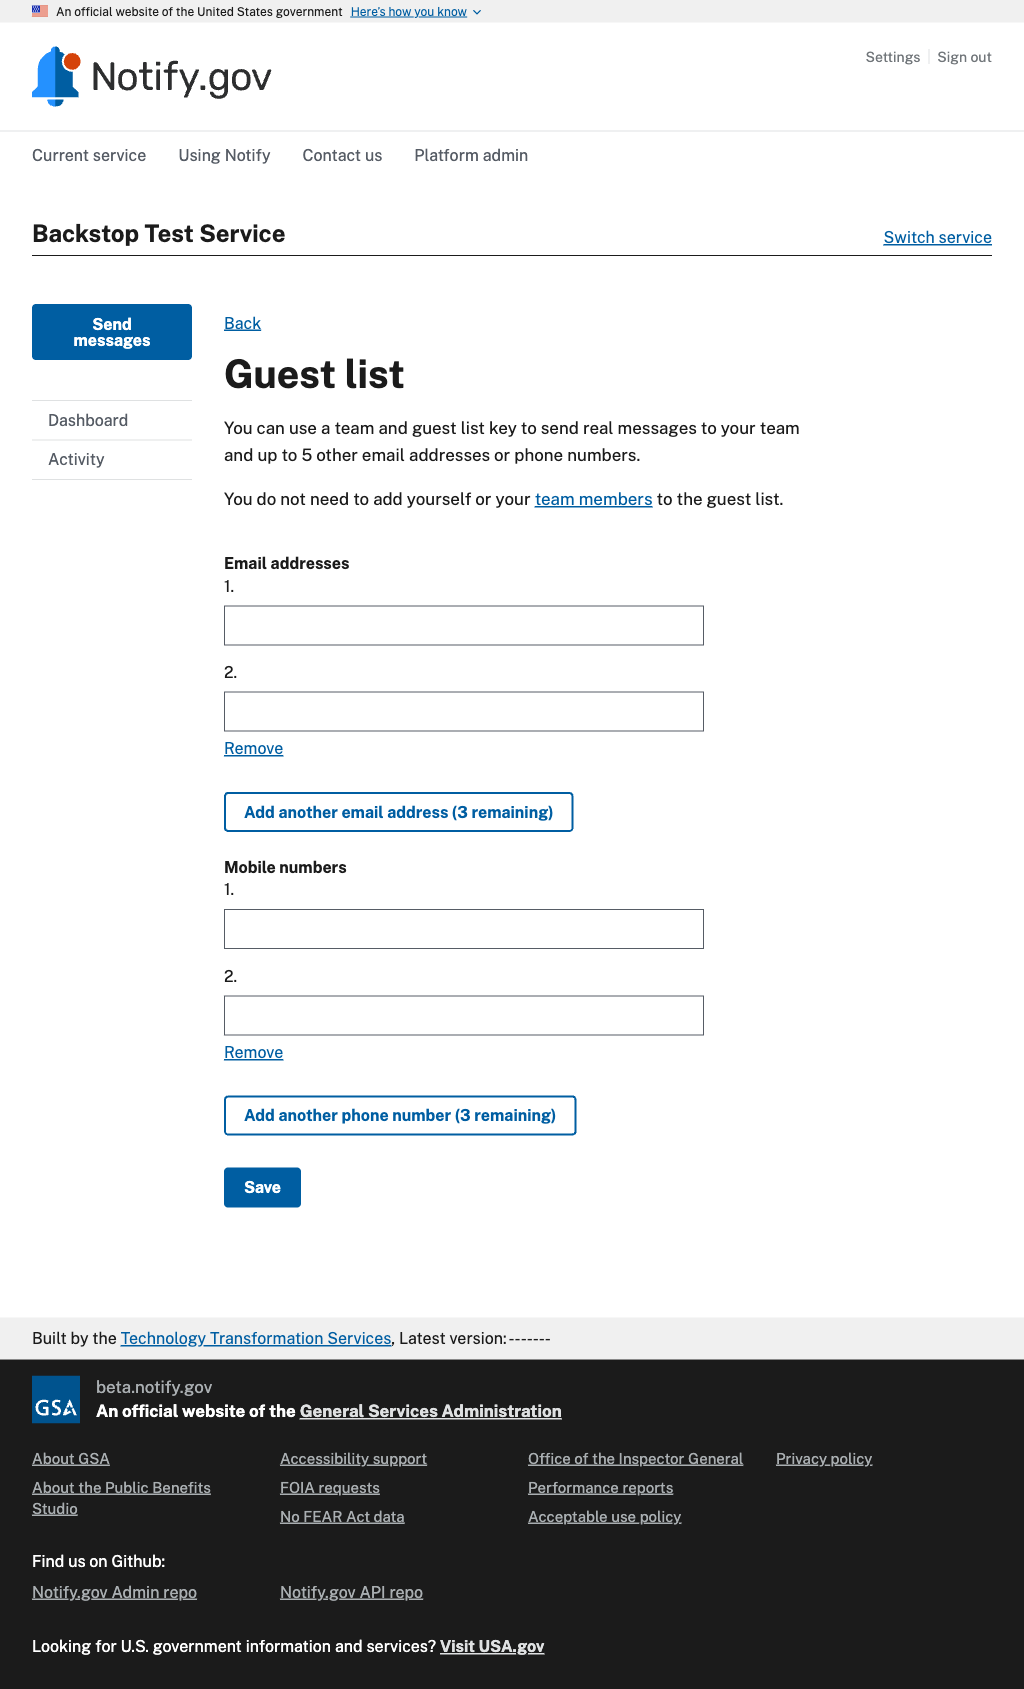 An official website of the United States government Here's how you know
Notify.gov
Settings Sign out
Current service Using Notify Contact us Platform admin
Backstop Test Service
Switch service
Send
messages
Dashboard
Activity
Back
Guest list
You can use a team and guest list key to send real messages to your team
and up to 5 other email addresses or phone numbers.
You do not need to add yourself or your team members to the guest list.
Email addresses
1.
2.
Remove
Add another email address (3 remaining)
Mobile numbers
1.
2.
Remove
Add another phone number (3 remaining)
Save
Built by the Technology Transformation Services, Latest version:-------
GSA
beta.notify.gov
An official website of the General Services Administration
About GSA
About the Public Benefits
Studio
Accessibility support
FOIA requests
No FEAR Act data
Office of the Inspector General
Performance reports
Acceptable use policy
Privacy policy
Find us on Github:
Notify.gov Admin repo Notify.gov API repo
Looking for U.S. government information and services? Visit USA.gov